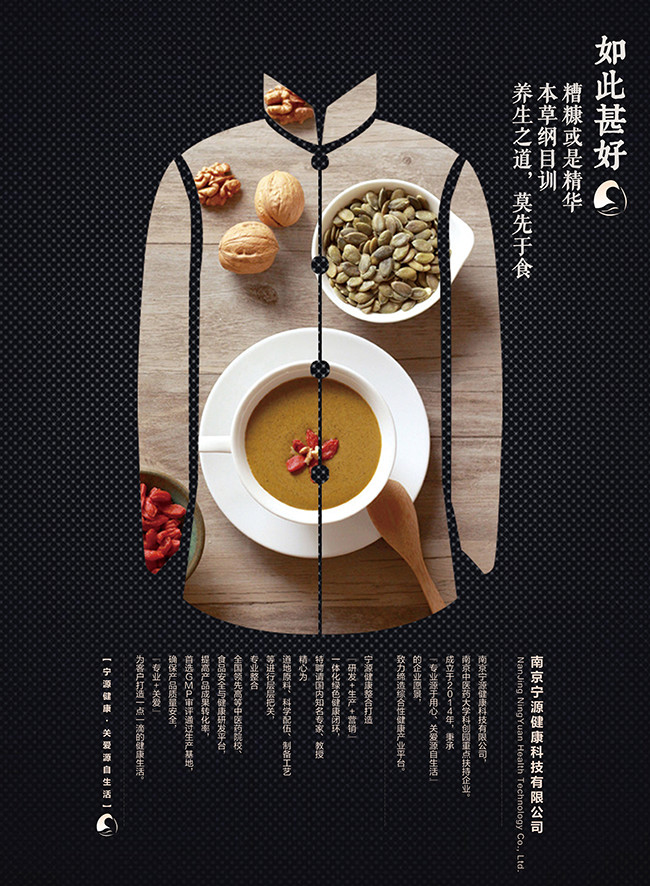 如此甚好
糟糠或是精华
本草纲目训
养生之道，莫先于食
南京宁源健康科技有限公司
NanJing NingYuan Health Technology Co., Ltd.
南京宁源健康科技有限公司，
南京中医药大学科创园重点扶持企业。
成立于2014年，秉承
『专业源于用心，关爱源自生活』
的企业愿景，
致力缔造综合性健康产业平台。
宁源健康整合打造
『研发+生产+营销』
一体化绿色健康闭环，
特聘请国内知名专家、教授
精心为
道地原料、科学配伍、制备工艺
等进行层层把关，
专业整合
全国领先高等中医药院校、
食品安全与健康研发平台，
提高产品成果转化率，
首选GMP审评通过生产基地，
确保产品质量安全，
『专业+关爱』
为客户打造一点一滴的健康生活。
【宁源健康·关爱源自生活】